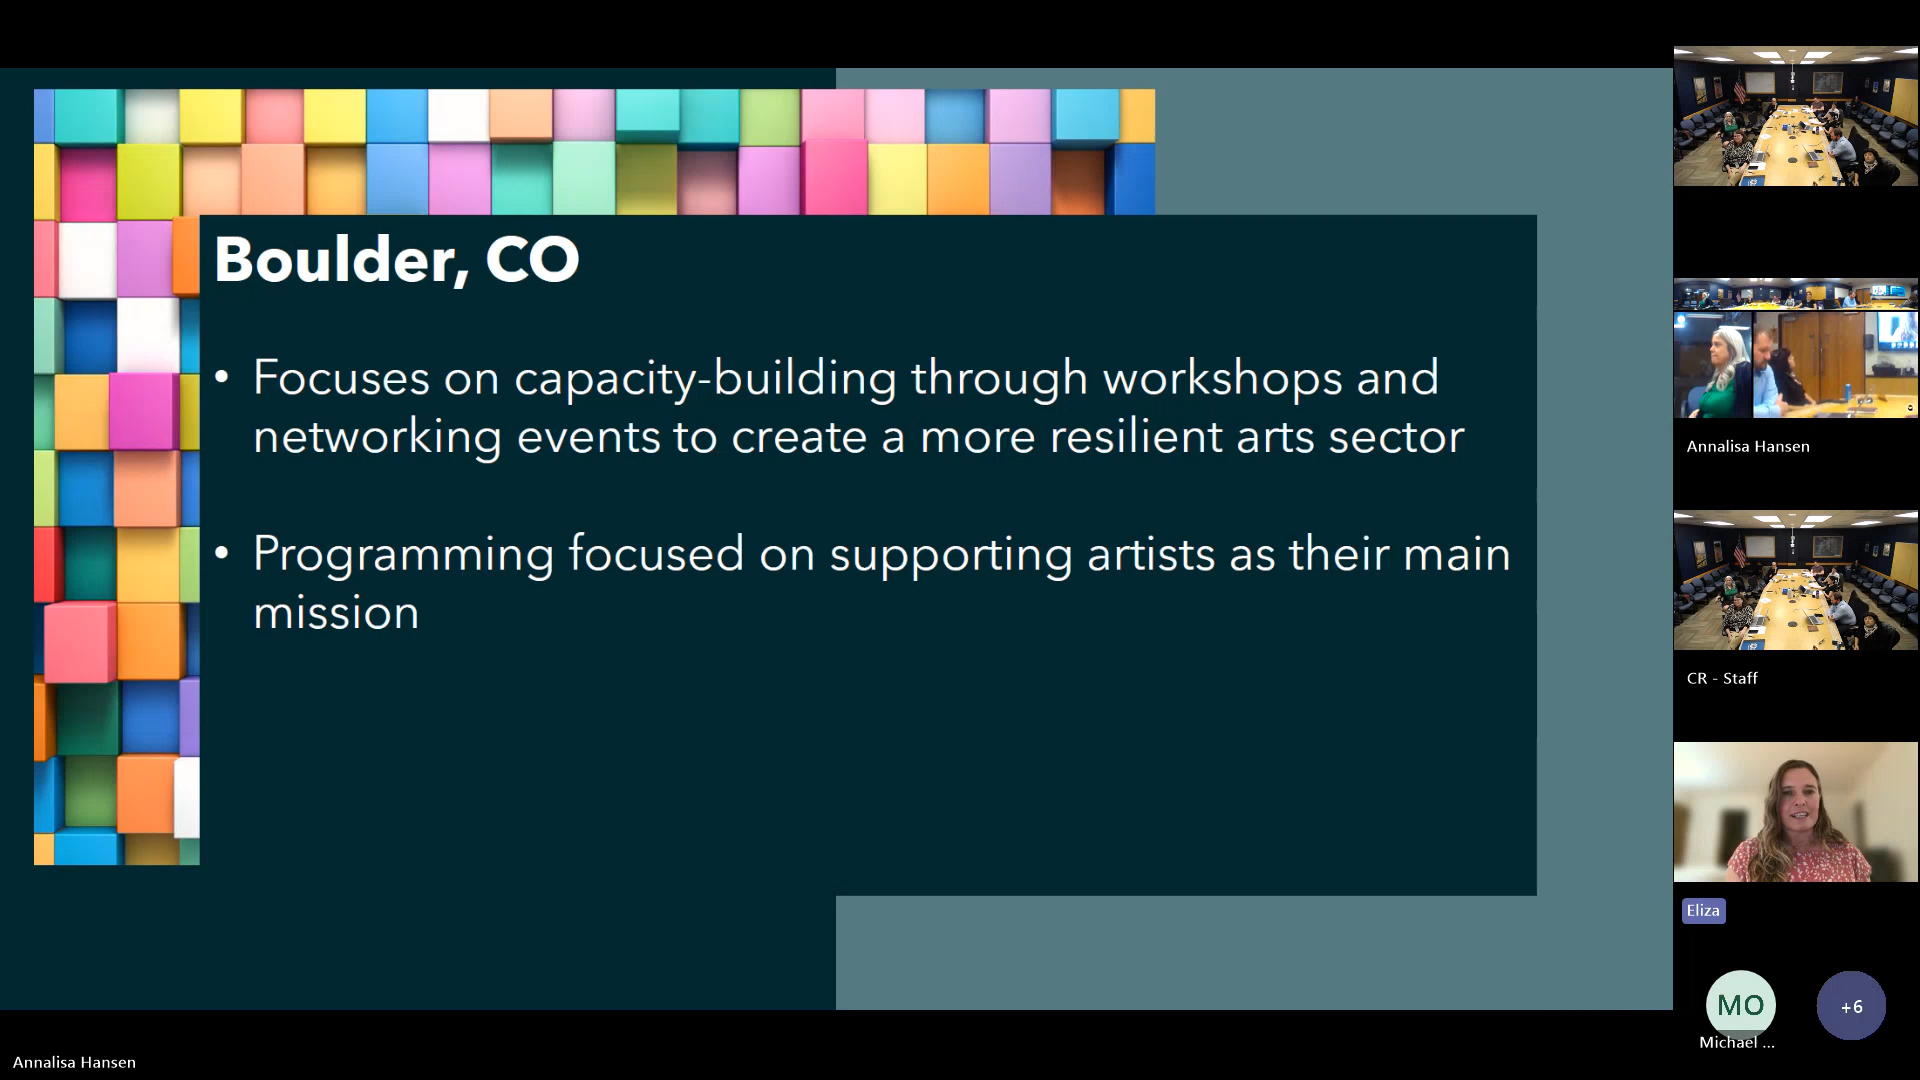 Boulder, CO
• Focuses on capacity-building through workshops and
networking events to create a more resilient arts sector
• Programming focused on supporting artists as their main
mission
Annalisa Hansen
CR - Staff
Eliza
MO
+6
Michael ...
Annalisa Hansen